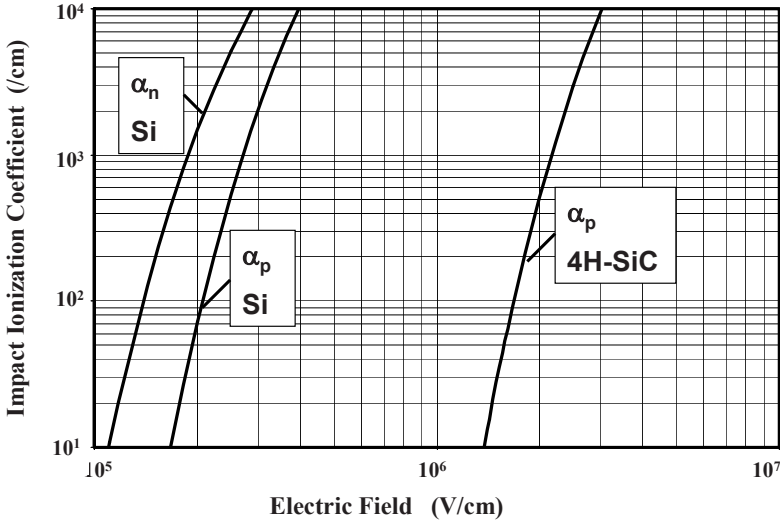 Impact Ionization Coefficient (/cm)
10⁴
10³
10²
10¹
αₙ
Si
αₚ
Si
αₚ
4H-SiC
10⁵
10⁶
10⁷
Electric Field (V/cm)